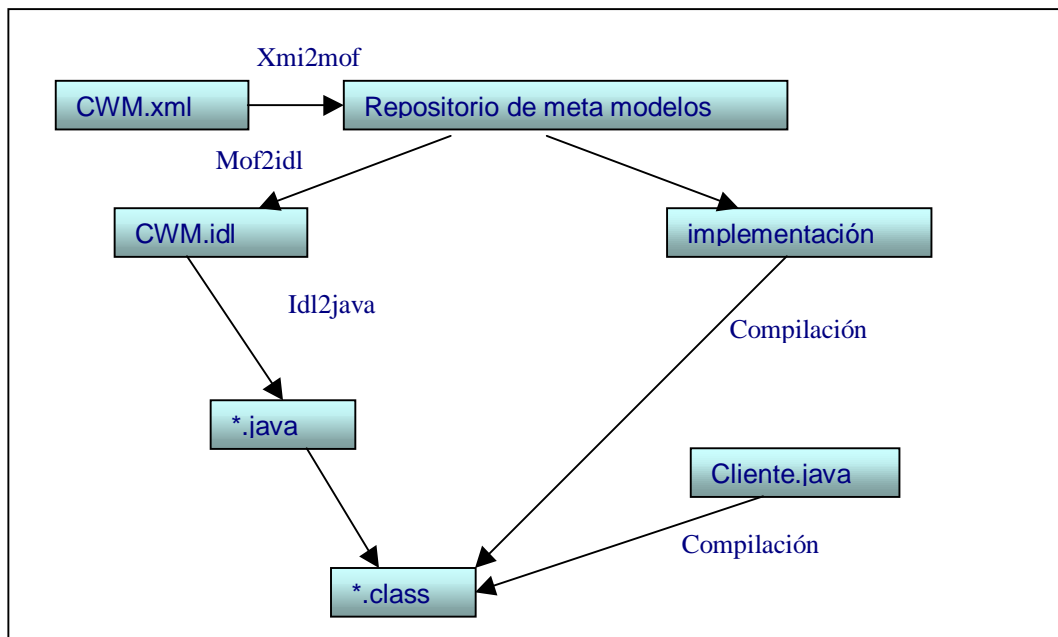 Xmi2mof
CWM.xml
Repositorio de meta modelos
Mof2idl
CWM.idl
implementación
Idl2java
Compilación
*.java
Cliente.java
Compilación
*.class